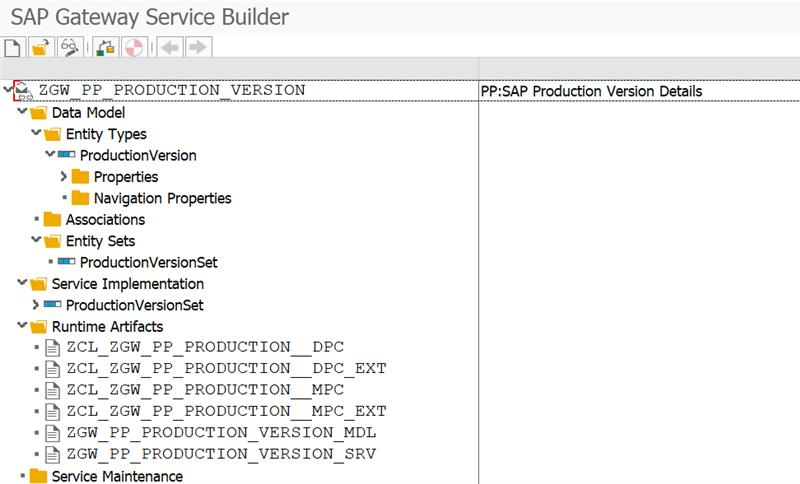 SAP Gateway Service Builder
ZGW_PP_PRODUCTION_VERSION PP:SAP Production Version Details
Data Model
Entity Types
ProductionVersion
Properties
Navigation Properties
Associations
Entity Sets
ProductionVersionSet
Service Implementation
ProductionVersionSet
Runtime Artifacts
ZCL_ZGW_PP_PRODUCTION__DPC
ZCL_ZGW_PP_PRODUCTION__DPC_EXT
ZCL_ZGW_PP_PRODUCTION__MPC
ZCL_ZGW_PP_PRODUCTION__MPC_EXT
ZGW_PP_PRODUCTION_VERSION_MDL
ZGW_PP_PRODUCTION_VERSION_SRV
Service Maintenance